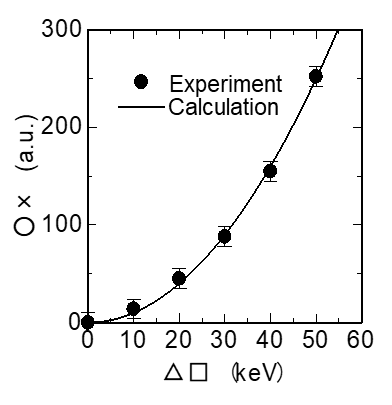 300
Experiment
Calculation
200
○ × (a.u.)
100
0
0 10 20 30 40 50 60
△ □ (keV)